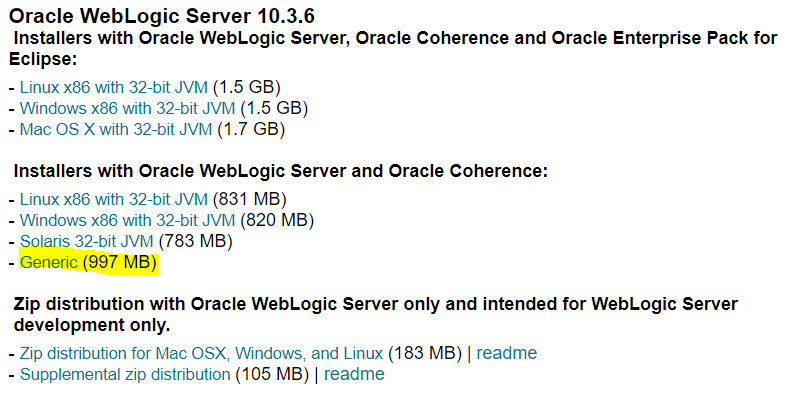 Oracle WebLogic Server 10.3.6
Installers with Oracle WebLogic Server, Oracle Coherence and Oracle Enterprise Pack for
Eclipse:
- Linux x86 with 32-bit JVM (1.5 GB)
- Windows x86 with 32-bit JVM (1.5 GB)
- Mac OS X with 32-bit JVM (1.7 GB)
Installers with Oracle WebLogic Server and Oracle Coherence:
- Linux x86 with 32-bit JVM (831 MB)
- Windows x86 with 32-bit JVM (820 MB)
- Solaris 32-bit JVM (783 MB)
- Generic (997 MB)
Zip distribution with Oracle WebLogic Server only and intended for WebLogic Server
development only.
- Zip distribution for Mac OSX, Windows, and Linux (183 MB) | readme
- Supplemental zip distribution (105 MB) | readme